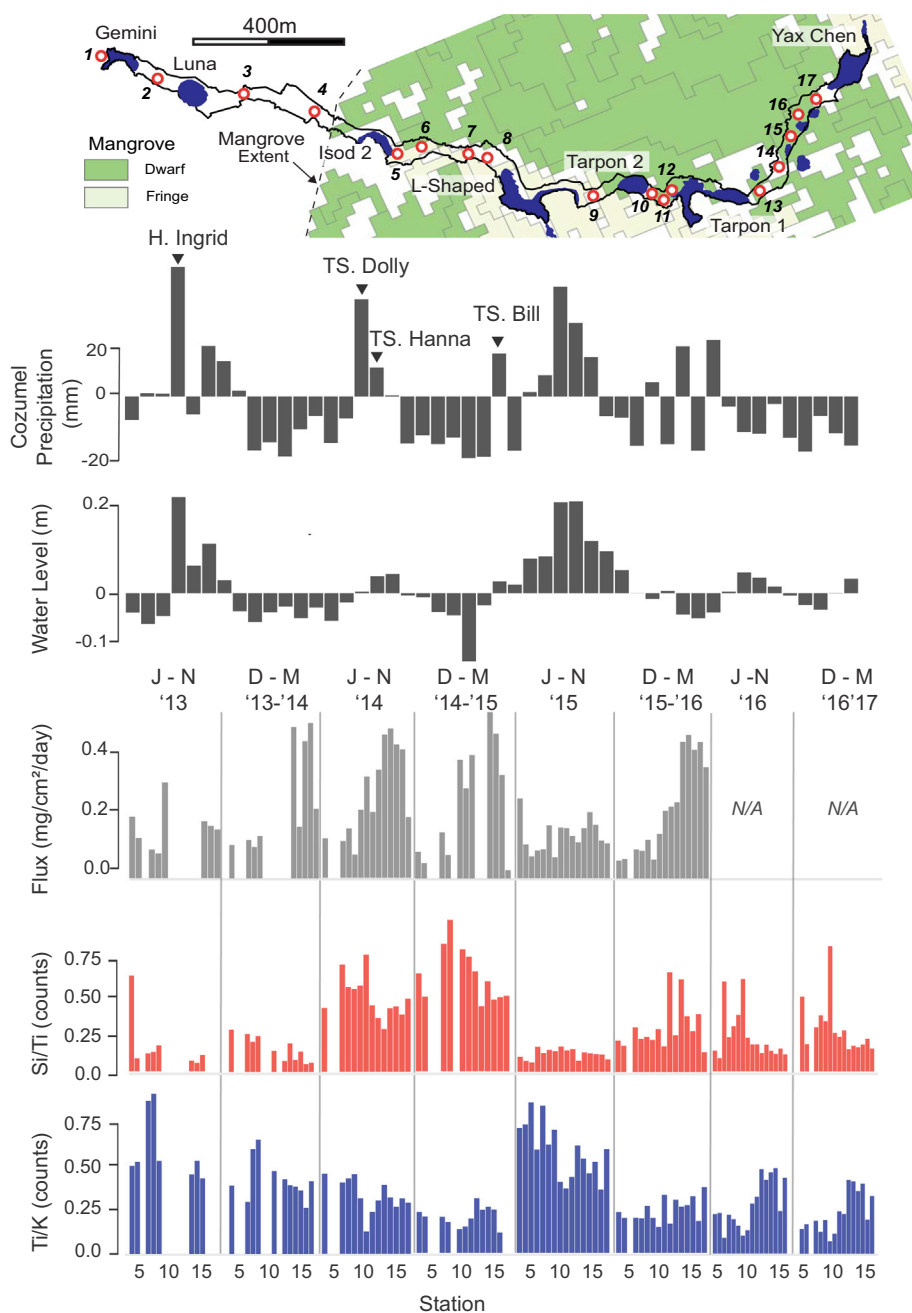 Gemini
400m
Yax Chen
1
Luna
2
3
4
17
16
15
14
13
Mangrove
Dwarf
Fringe
Mangrove
Extent
sod 2
5
6
7
8
L-Shaped
Tarpon 2
9
10
11
12
Tarpon 1
H. Ingrid
TS. Dolly
TS. Hanna
TS. Bill
Cozumel
Precipitation
(mm)
20
0
-20
Water Level (m)
0.2
0
-0.1
J - N
‘13
D - M
‘13-’14
J - N
‘14
D - M
‘14-’15
J - N
‘15
D - M
‘15-’16
J - N
‘16
D - M
‘16’17
Flux (mg/cm²/day)
0.4
0.2
0.0
N/A
N/A
Si/Ti (counts)
0.75
0.50
0.25
0.0
Ti/K (counts)
0.75
0.50
0.25
0.0
5 10 15 5 10 15 5 10 15 5 10 15 5 10 15 5 10 15 5 10 15 5 10 15
Station